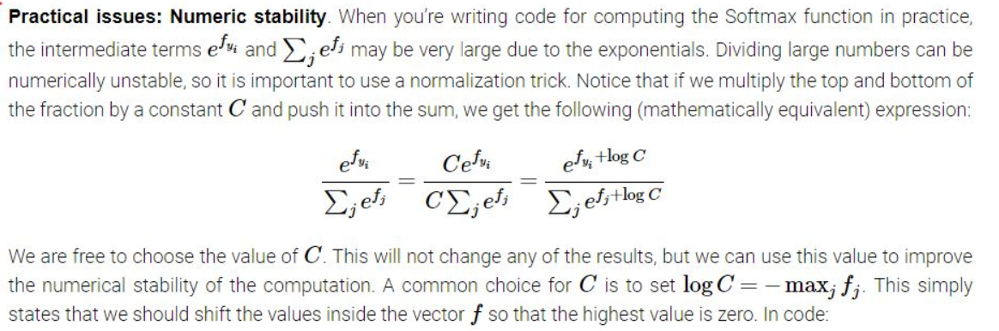 Practical issues: Numeric stability. When you're writing code for computing the Softmax function in practice,
the intermediate terms e^{f_{y_i}} and ∑_j e^{f_j} may be very large due to the exponentials. Dividing large numbers can be
numerically unstable, so it is important to use a normalization trick. Notice that if we multiply the top and bottom of
the fraction by a constant C and push it into the sum, we get the following (mathematically equivalent) expression:
\frac{e^{f_{y_i}}}{∑_j e^{f_j}} = \frac{Ce^{f_{y_i}}}{C∑_j e^{f_j}} = \frac{e^{f_{y_i}+\log C}}{∑_j e^{f_j+\log C}}
We are free to choose the value of C. This will not change any of the results, but we can use this value to improve
the numerical stability of the computation. A common choice for C is to set log C = − max_j f_j. This simply
states that we should shift the values inside the vector f so that the highest value is zero. In code: